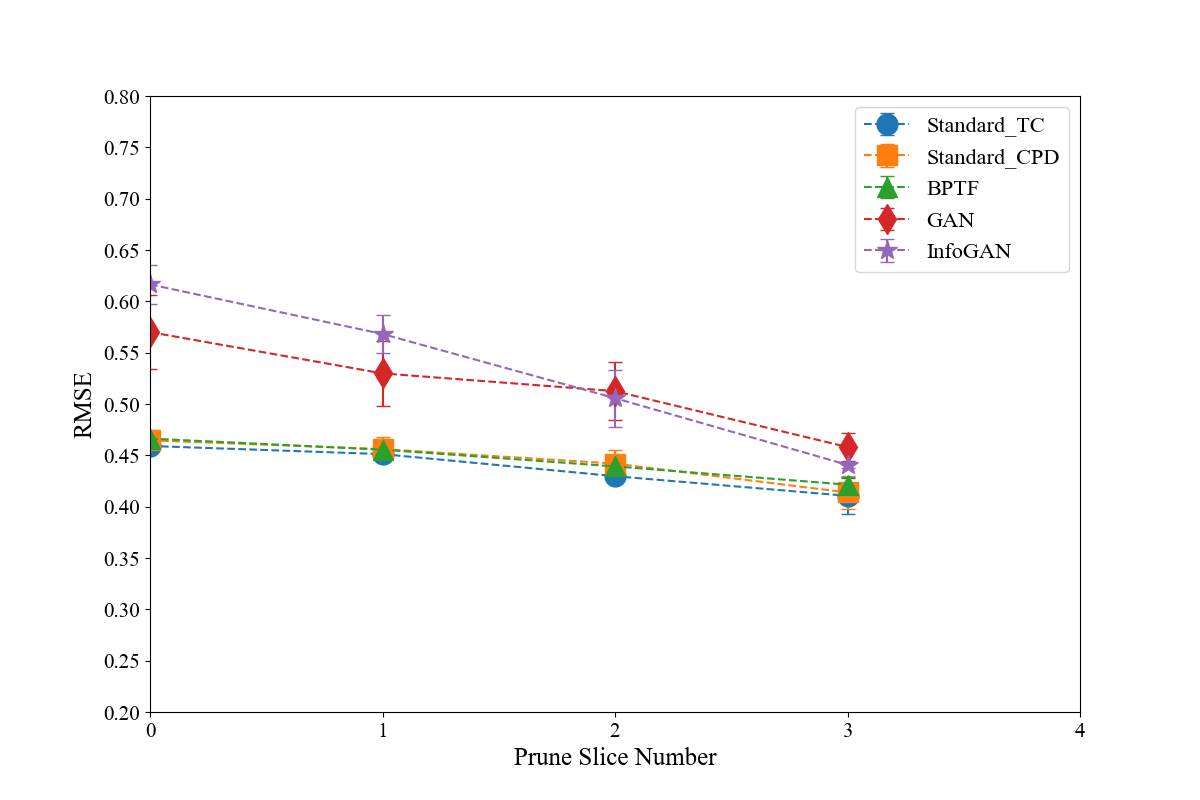 0.80
0.75
0.70
0.65
0.60
0.55
0.50
0.45
0.40
0.35
0.30
0.25
0.20
RMSE
0 1 2 3 4
Prune Slice Number
Standard_TC
Standard_CPD
BPTF
GAN
InfoGAN